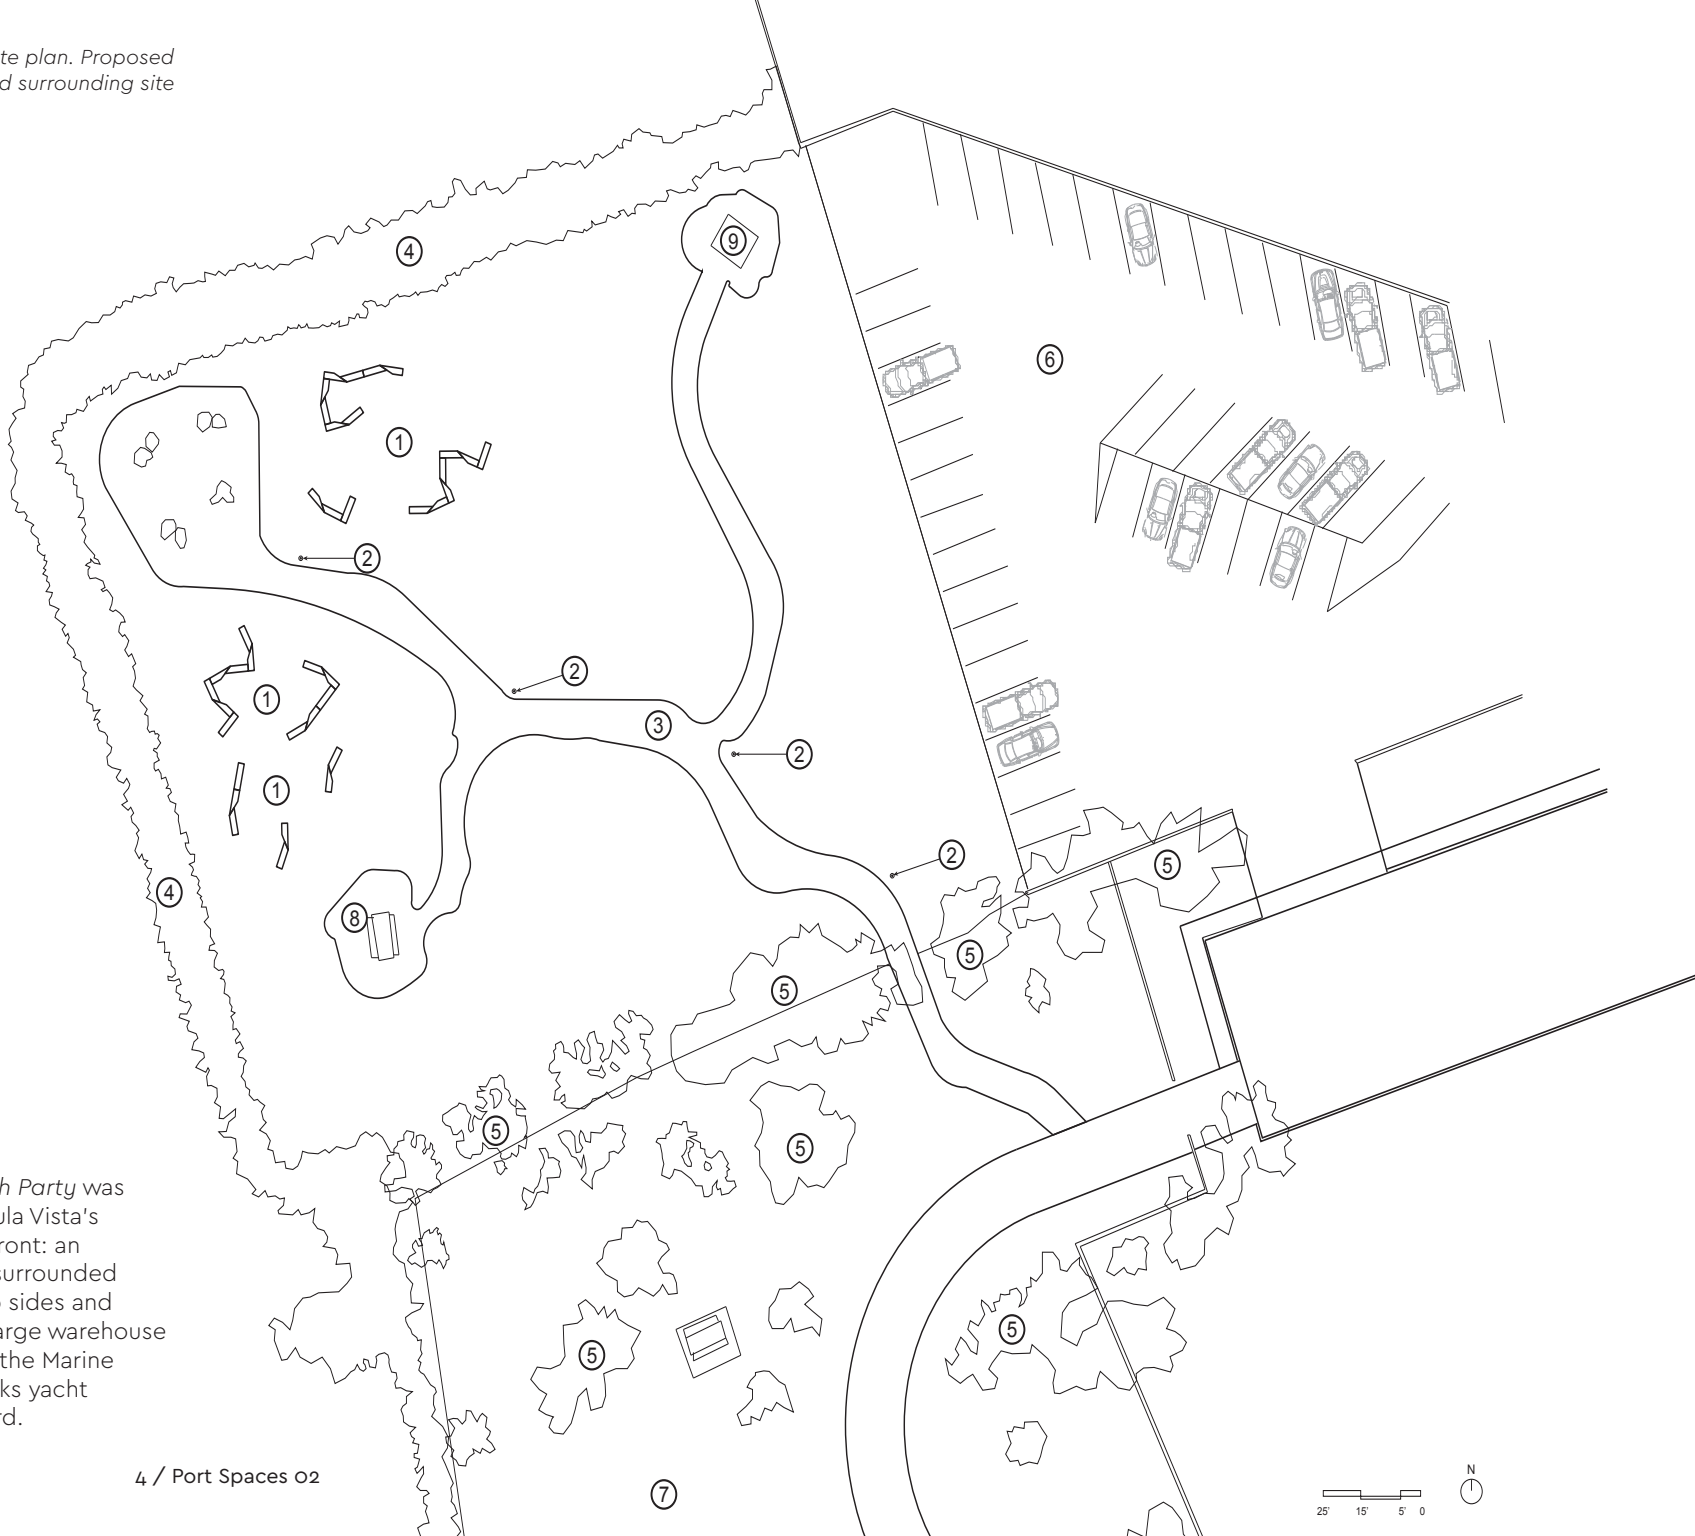 te plan. Proposed
d surrounding site
9
4
6
1
2
2
1
3
2
1
5
2
4
8
5
5
5
5
h Party was
ula Vista's
ront: an
surrounded
sides and
arge warehouse
the Marine
ks yacht
rd.
5
5
4 / Port Spaces 02
7
N
25' 15' 5' 0